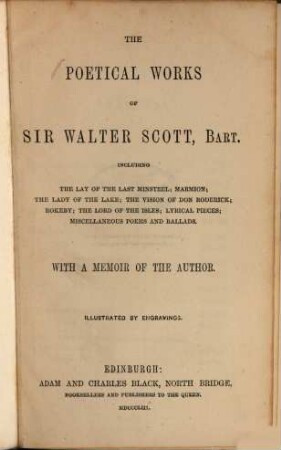 THE
POETICAL WORKS
OF
SIR WALTER SCOTT, BART.
INCLUDING
THE LAY OF THE LAST MINSTREL; MARMION;
THE LADY OF THE LAKE; THE VISION OF DON RODERICK;
ROKEBY; THE LORD OF THE ISLES; LYRICAL PIECES;
MISCELLANEOUS POEMS AND BALLADS.
WITH A MEMOIR OF THE AUTHOR.
ILLUSTRATED BY ENGRAVINGS.
EDINBURGH:
ADAM AND CHARLES BLACK, NORTH BRIDGE,
BOOKSELLERS AND PUBLISHERS TO THE QUEEN.